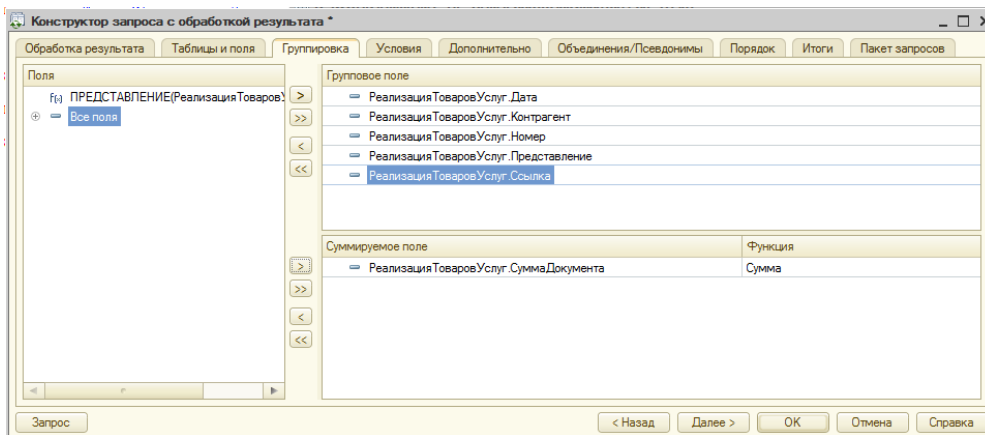 Конструктор запроса с обработкой результата *
Обработка результата Таблицы и поля Группировка Условия Дополнительно Объединения/Псевдонимы Порядок Итоги Пакет запросов
Поля
f(x) ПРЕДСТАВЛЕНИЕ(РеализацияТоваровУ
Все поля
>
>>
<
<<
Групповое поле
РеализацияТоваровУслуг.Дата
РеализацияТоваровУслуг.Контрагент
РеализацияТоваровУслуг.Номер
РеализацияТоваровУслуг.Представление
РеализацияТоваровУслуг.Ссылка
>
>>
<
<<
Суммируемое поле Функция
РеализацияТоваровУслуг.СуммаДокумента Сумма
Запрос < Назад Далее > OK Отмена Справка